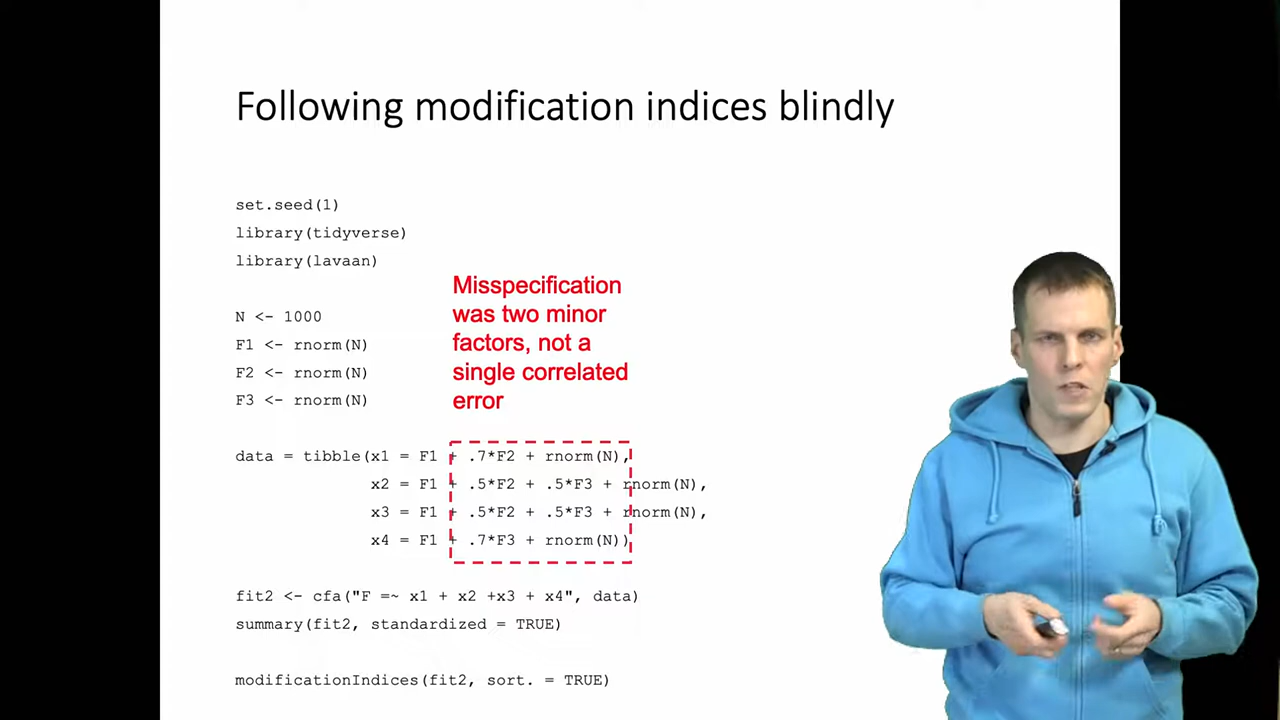 Following modification indices blindly
set.seed(1)
library(tidyverse)
library(lavaan)
Misspecification
was two minor
factors, not a
single correlated
error
N <- 1000
F1 <- rnorm(N)
F2 <- rnorm(N)
F3 <- rnorm(N)
data = tibble(x1 = F1 + .7*F2 + rnorm(N),
x2 = F1 + .5*F2 + .5*F3 + rnorm(N),
x3 = F1 + .5*F2 + .5*F3 + rnorm(N),
x4 = F1 + .7*F3 + rnorm(N))
fit2 <- cfa("F =~ x1 + x2 +x3 + x4", data)
summary(fit2, standardized = TRUE)
modificationIndices(fit2, sort. = TRUE)